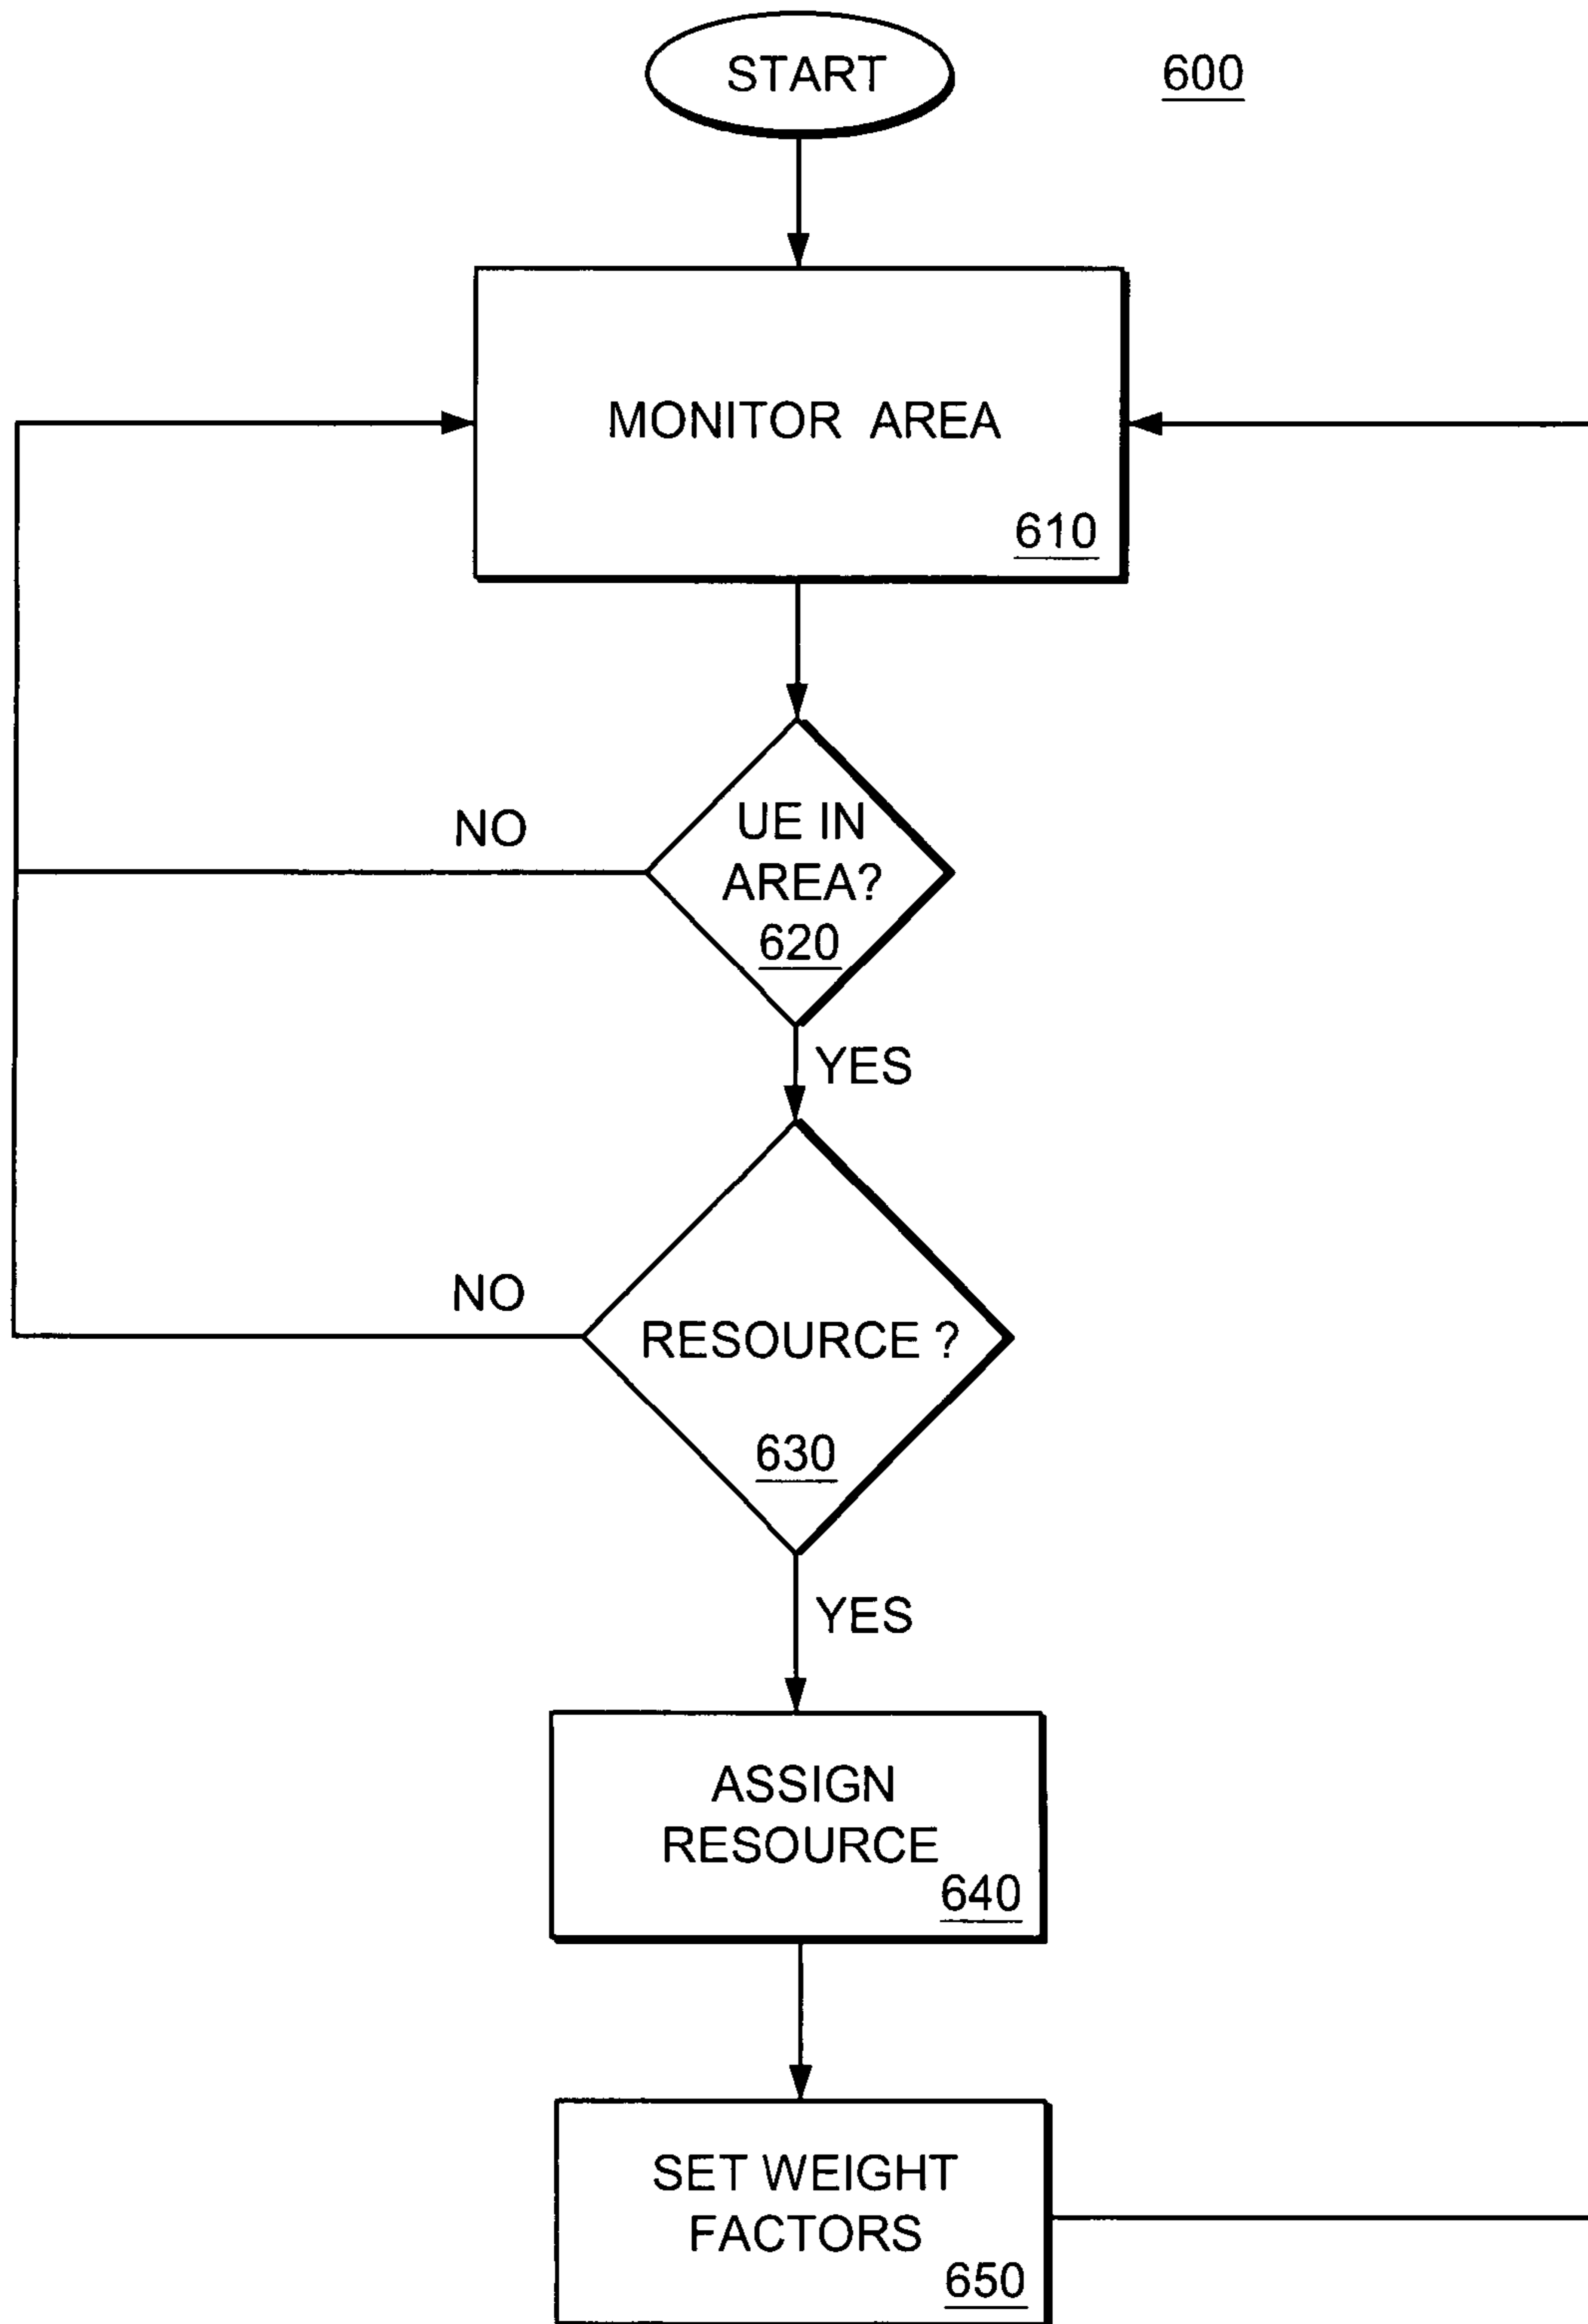 START
600
MONITOR AREA
610
UE IN
AREA?
620
NO
YES
RESOURCE ?
630
NO
YES
ASSIGN
RESOURCE
640
SET WEIGHT
FACTORS
650